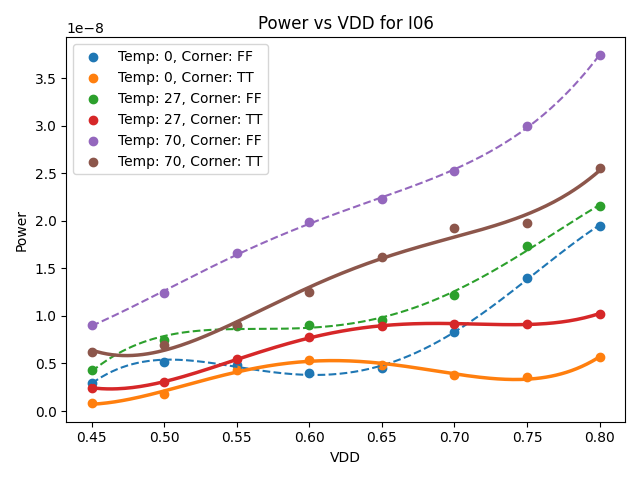 Power vs VDD for I06
1e−8
Temp: 0, Corner: FF
Temp: 0, Corner: TT
Temp: 27, Corner: FF
Temp: 27, Corner: TT
Temp: 70, Corner: FF
Temp: 70, Corner: TT
3.5
3.0
2.5
2.0
1.5
1.0
0.5
0.0
Power
0.45 0.50 0.55 0.60 0.65 0.70 0.75 0.80
VDD